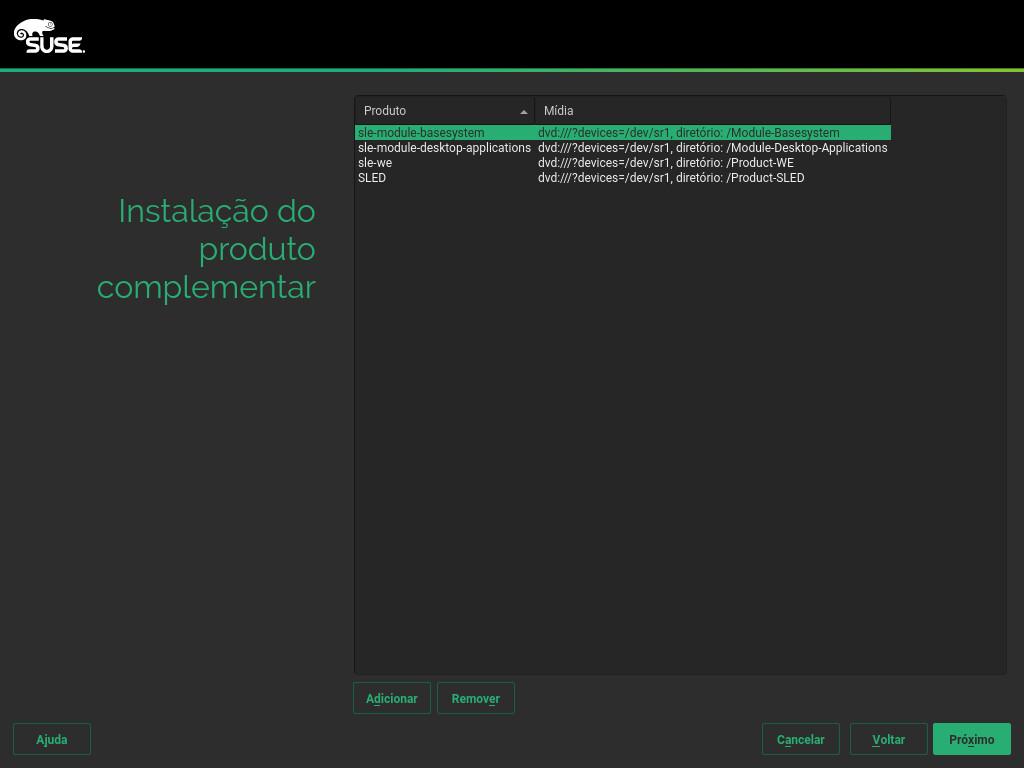 SUSE.
Instalação do
produto
complementar
Produto Mídia
sle-module-basesystem dvd:///?devices=/dev/sr1, diretório: /Module-Basesystem
sle-module-desktop-applications dvd:///?devices=/dev/sr1, diretório: /Module-Desktop-Applications
sle-we dvd:///?devices=/dev/sr1, diretório: /Product-WE
SLED dvd:///?devices=/dev/sr1, diretório: /Product-SLED
Adicionar Remover
Ajuda Cancelar Voltar Próximo